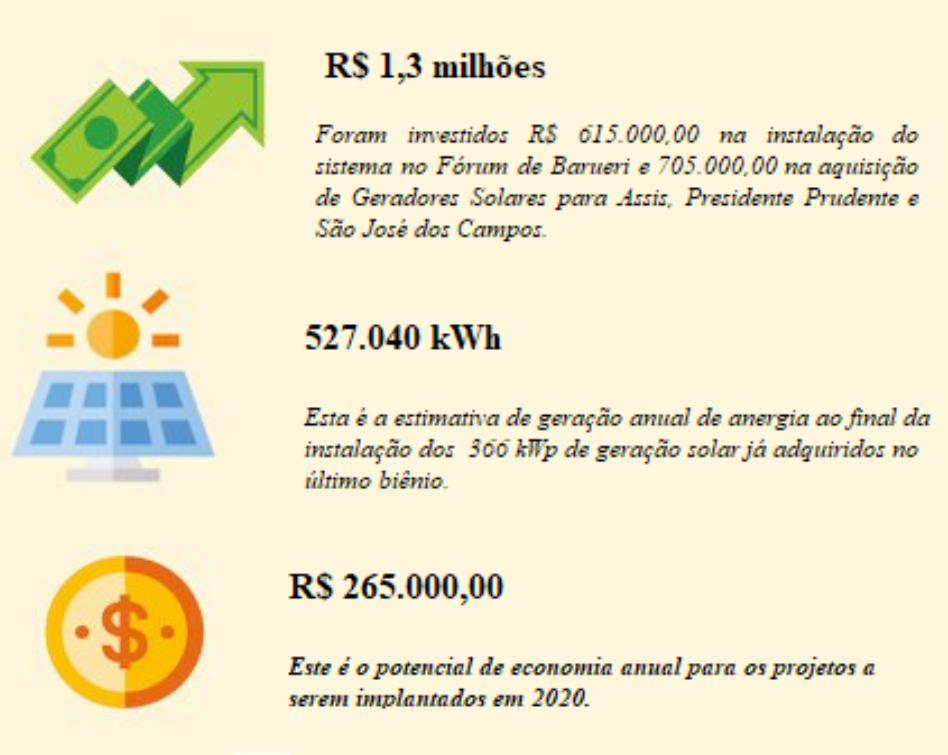 R$ 1,3 milhões
Foram investidos R$ 615.000,00 na instalação do
sistema no Fórum de Barueri e 705.000,00 na aquisição
de Geradores Solares para Assis, Presidente Prudente e
São José dos Campos.
527.040 kWh
Esta é a estimativa de geração anual de anergia ao final da
instalação dos 366 kWp de geração solar já adquiridos no
último biênio.
$
R$ 265.000,00
Este é o potencial de economia anual para os projetos a
serem implantados em 2020.